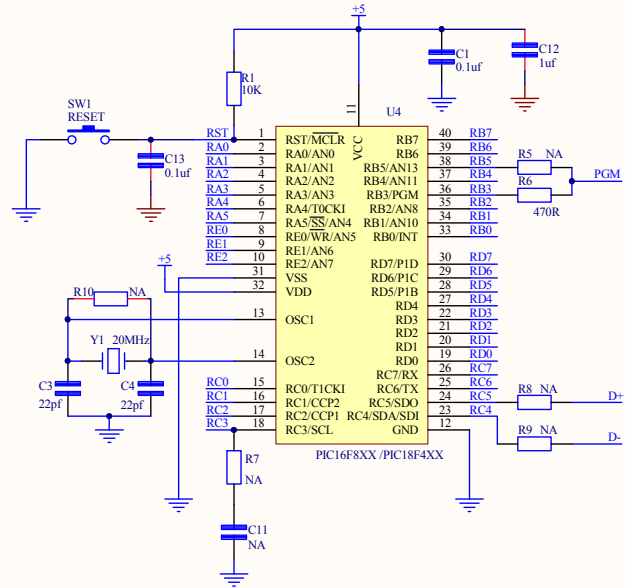 +5
C1
0.1uf
C12
1uf
R1
10K
SW1
RESET
C13
0.1uf
U4
11
VCC
RST 1 RST/MCLR
RA0 2 RA0/AN0
RA1 3 RA1/AN1
RA2 4 RA2/AN2
RA3 5 RA3/AN3
RA4 6 RA4/T0CKI
RA5 7 RA5/SS/AN4
RE0 8 RE0/WR/AN5
RE1 9 RE1/AN6
RE2 10 RE2/AN7
31 VSS
+5 32 VDD
13 OSC1
14 OSC2
RC0 15 RC0/T1CKI
RC1 16 RC1/CCP2
RC2 17 RC2/CCP1
RC3 18 RC3/SCL
RB7 40 RB7
RB6 39 RB6
RB5/AN13 38 RB5
RB4/AN11 37 RB4
RB3/PGM 36 RB3
RB2/AN8 35 RB2
RB1/AN10 34 RB1
RB0/INT 33 RB0
RD7/P1D 30 RD7
RD6/P1C 29 RD6
RD5/P1B 28 RD5
RD4 27 RD4
RD3 22 RD3
RD2 21 RD2
RD1 20 RD1
RD0 19 RD0
RC7/RX 26 RC7
RC6/TX 25 RC6
RC5/SDO 24 RC5
RC4/SDA/SDI 23 RC4
GND 12
PIC16F8XX /PIC18F4XX
R5 NA
R6
470R
PGM
R8 NA
D+
R9 NA
D-
R10 NA
Y1 20MHz
C3
22pf
C4
22pf
R7
NA
C11
NA